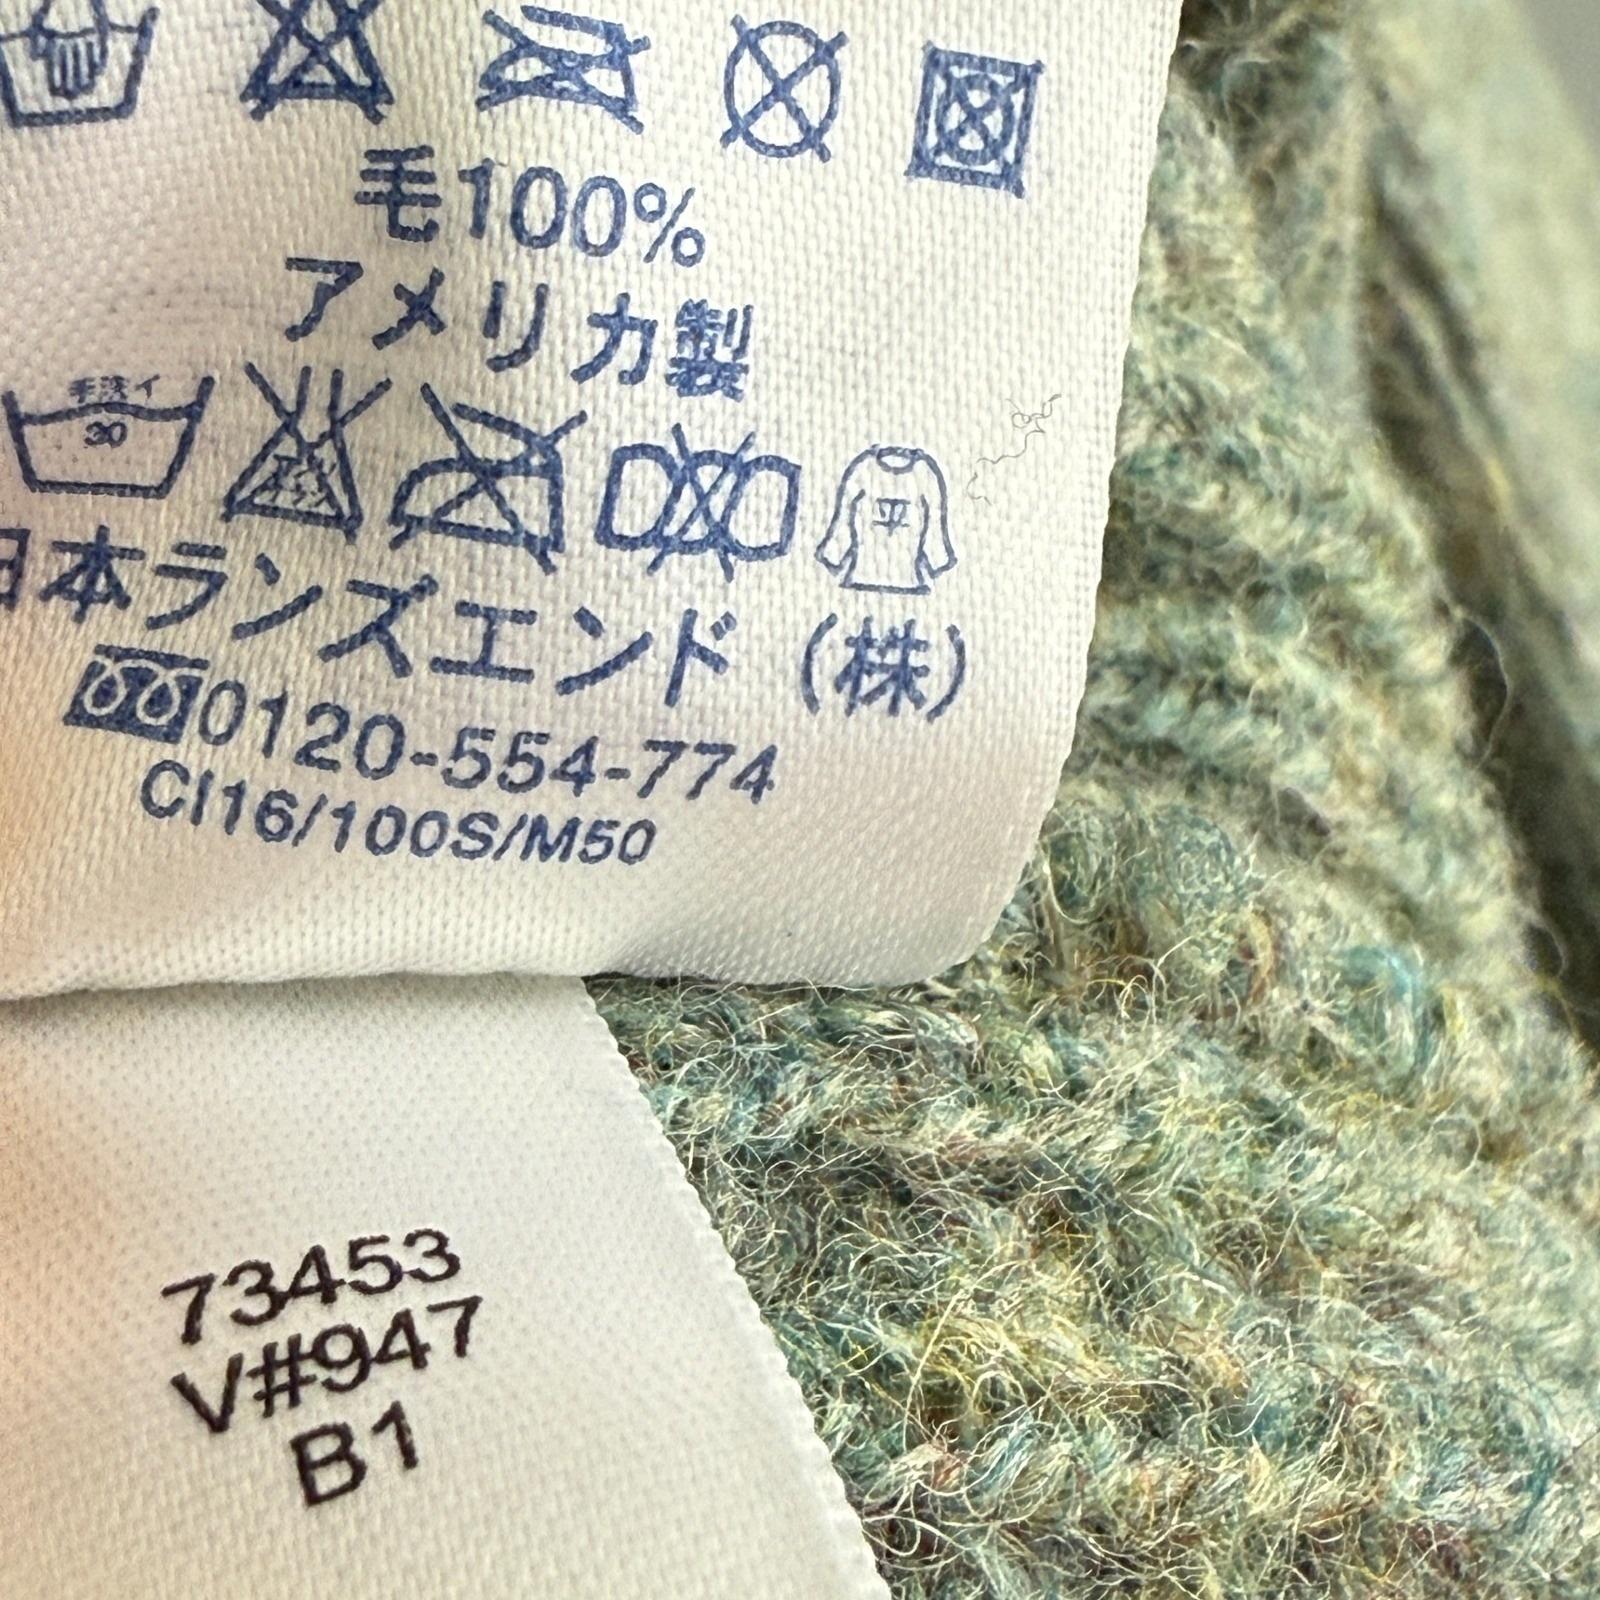 毛100%
アメリカ製
手洗イ
30
平
日本ランズエンド (株)
0120-554-774
CI16/100S/M50
73453
V#947
B1